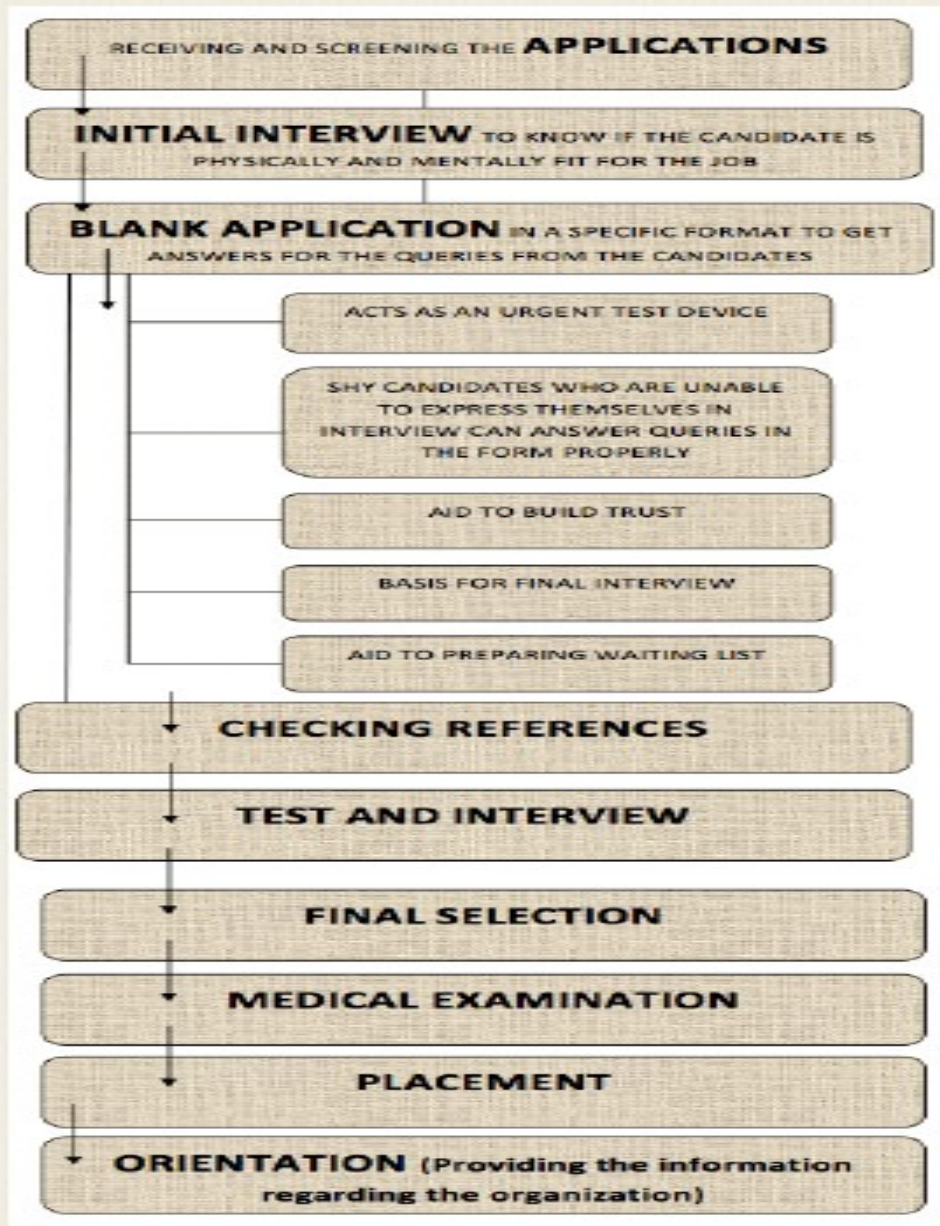 RECEIVING AND SCREENING THE APPLICATIONS
INITIAL INTERVIEW TO KNOW IF THE CANDIDATE IS
PHYSICALLY AND MENTALLY FIT FOR THE JOB
BLANK APPLICATION IN A SPECIFIC FORMAT TO GET
ANSWERS FOR THE QUERIES FROM THE CANDIDATES
ACTS AS AN URGENT TEST DEVICE
SHY CANDIDATES WHO ARE UNABLE
TO EXPRESS THEMSELVES IN
INTERVIEW CAN ANSWER QUERIES IN
THE FORM PROPERLY
AID TO BUILD TRUST
BASIS FOR FINAL INTERVIEW
AID TO PREPARING WAITING LIST
CHECKING REFERENCES
TEST AND INTERVIEW
FINAL SELECTION
MEDICAL EXAMINATION
PLACEMENT
ORIENTATION (Providing the information
regarding the organization)